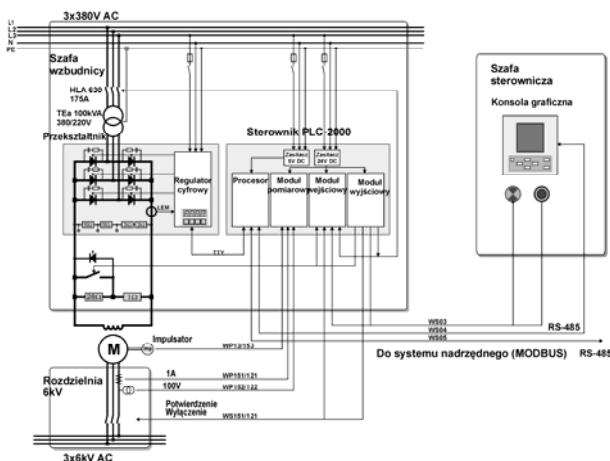 3x380V AC
L1
L2
L3
N
PE
Szafa
wzbudnicy
HLA 630
175A
TEa 100kVA
380/220V
Przekształtnik
Sterownik PLC-2000
Zasilacz
5V DC
Zasilacz
24V DC
Regulator
cyfrowy
Procesor
Moduł
pomiarowy
Moduł
wejściowy
Moduł
wyjściowy
LEM
TTY
Szafa
sterownicza
Konsola graficzna
WS03
WS04
WS05
RS-485
Do systemu nadrzędnego (MODBUS)
RS-485
M
Impulsator
WP13/153
Rozdzielnia
6kV
1A
WP151/121
100V
WP152/122
Potwierdzenie
Wyłączenie
WS151/121
3x6kV AC